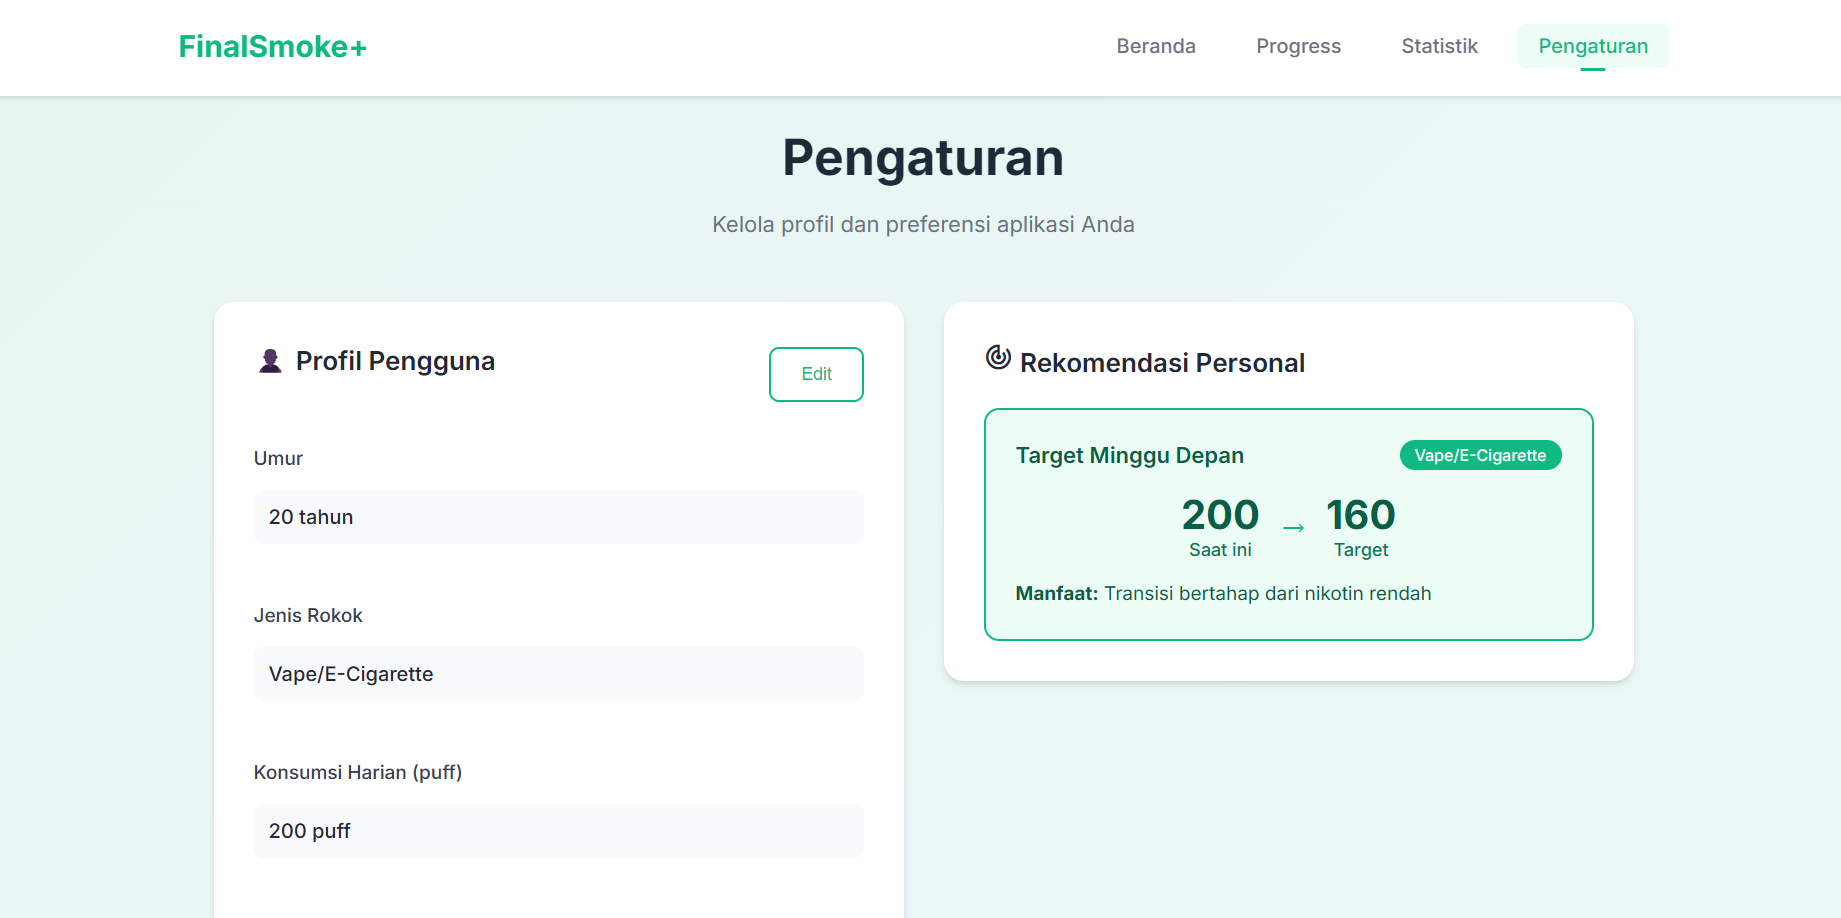 FinalSmoke+
Beranda
Progress
Statistik
Pengaturan
Pengaturan
Kelola profil dan preferensi aplikasi Anda
Profil Pengguna
Edit
Umur
20 tahun
Jenis Rokok
Vape/E-Cigarette
Konsumsi Harian (puff)
200 puff
Rekomendasi Personal
Target Minggu Depan
Vape/E-Cigarette
200 → 160
Saat ini Target
Manfaat: Transisi bertahap dari nikotin rendah